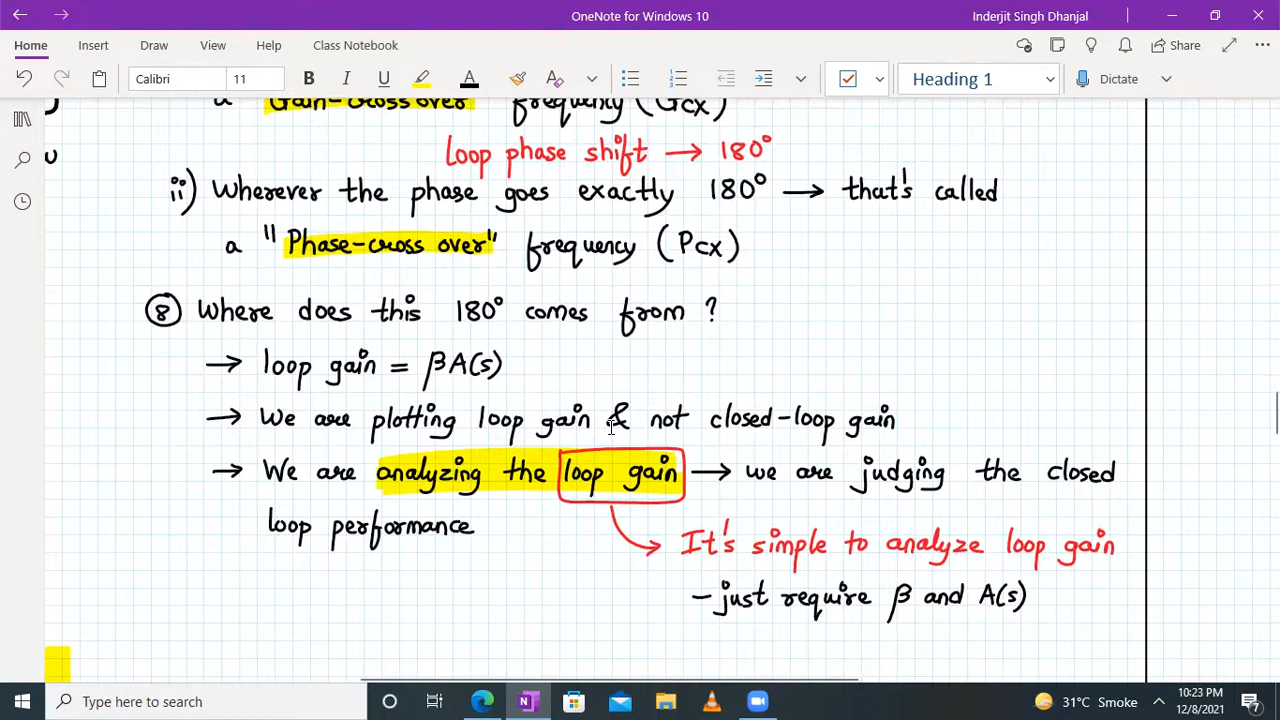 OneNote for Windows 10
Inderjit Singh Dhanjal
Home Insert Draw View Help Class Notebook
Share
Calibri 11 B I U A Heading 1 Dictate
a Gain-cross over frequency (Gcx)
loop phase shift → 180°
ii) Wherever the phase goes exactly 180° → that's called
a "Phase-cross over" frequency (Pcx)
⑧ Where does this 180° comes from ?
→ loop gain = βA(s)
→ We are plotting loop gain & not closed-loop gain
→ We are analyzing the loop gain → we are judging the closed
loop performance
It's simple to analyze loop gain
- just require β and A(s)
Type here to search
31°C Smoke
10:23 PM
12/8/2021
7